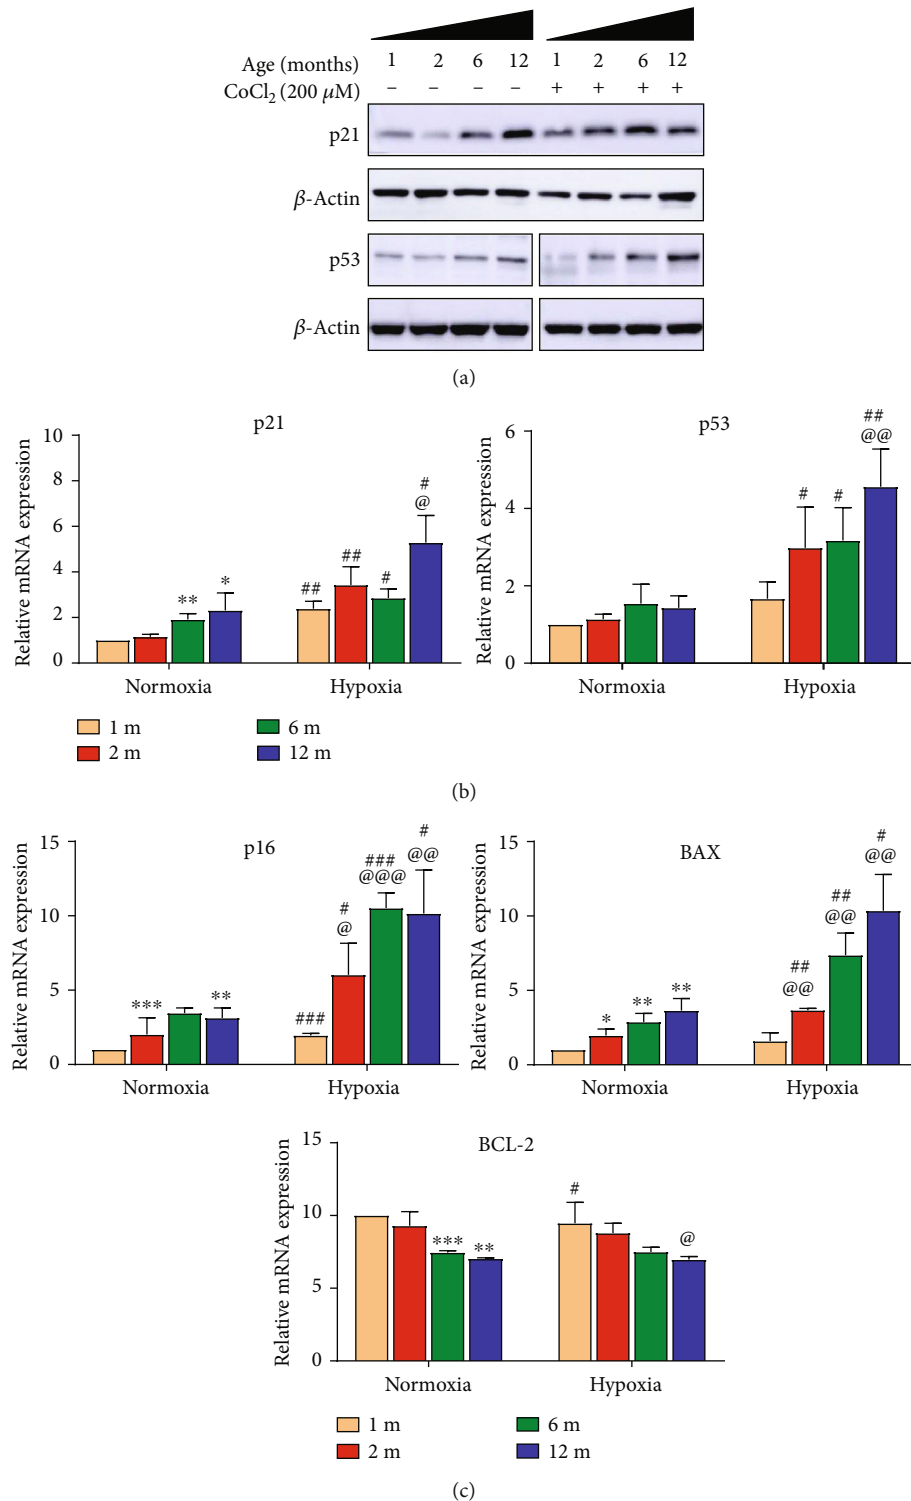 Age (months) 1 2 6 12 1 2 6 12
CoCl2 (200 μM) – – – – + + + +
p21
β-Actin
p53
β-Actin
(a)
p21
Relative mRNA expression
10
8
6
4
2
0
** * ## ## # # @
Normoxia Hypoxia
p53
Relative mRNA expression
6
4
2
0
# # ## @@
Normoxia Hypoxia
1 m 6 m
2 m 12 m
(b)
p16
Relative mRNA expression
15
10
5
0
*** ** ### # @ ### @@@ # @@
Normoxia Hypoxia
BAX
Relative mRNA expression
15
10
5
0
* ** ** ## @@ ## @@ # @@
Normoxia Hypoxia
BCL-2
Relative mRNA expression
15
10
5
0
*** ** # @
Normoxia Hypoxia
1 m 6 m
2 m 12 m
(c)